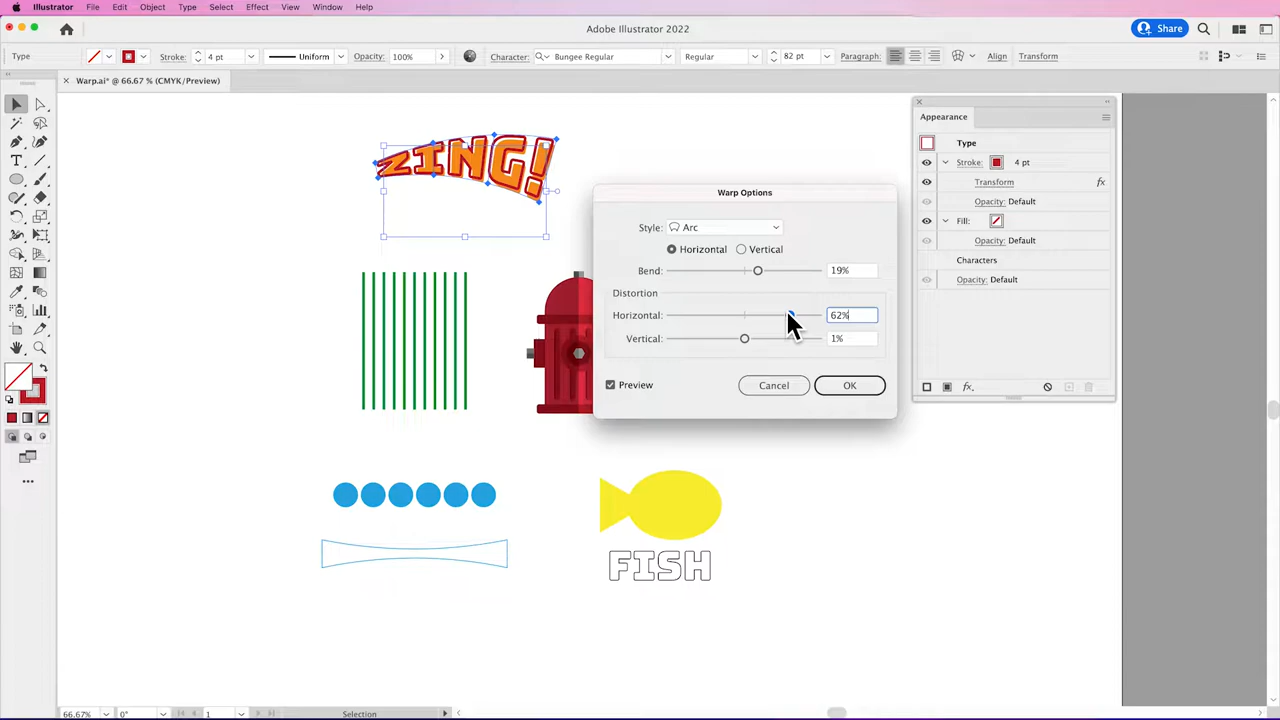 Illustrator File Edit Object Type Select Effect View Window Help
Adobe Illustrator 2022
Share
Type Stroke: 4 pt Uniform Opacity: 100% Character: Bungee Regular Regular 82 pt Paragraph: Align Transform
Warp.ai* @ 66.67 % (CMYK/Preview)
ZING!
Warp Options
Style: Arc
Horizontal Vertical
Bend: 19%
Distortion
Horizontal: 62%
Vertical: 1%
Preview Cancel OK
Appearance
Type
Stroke: 4 pt
Transform fx
Opacity: Default
Fill:
Opacity: Default
Characters
Opacity: Default
fx.
FISH
66.67% 0° 1 Selection